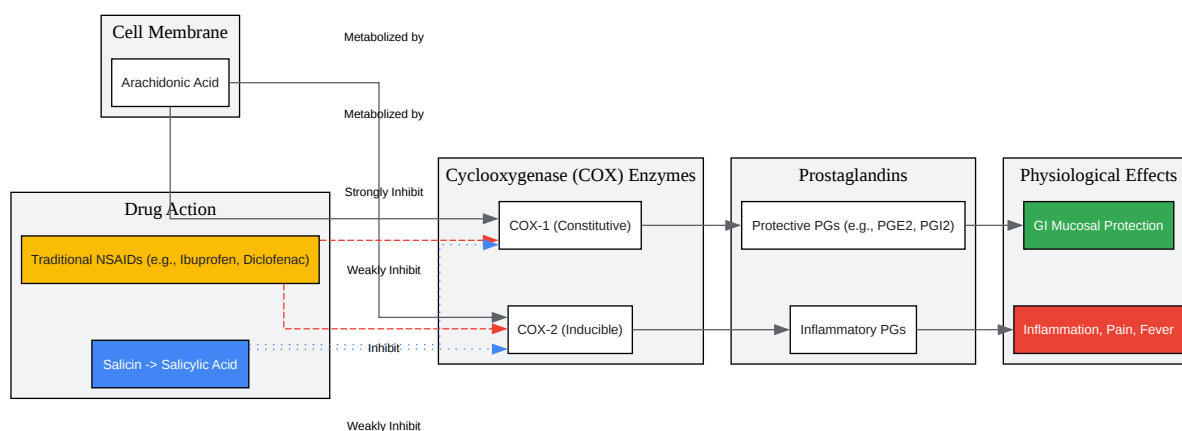 Cell Membrane
Arachidonic Acid
Metabolized by
Metabolized by
Strongly Inhibit
Weakly Inhibit
Inhibit
Weakly Inhibit
Drug Action
Traditional NSAIDs (e.g., Ibuprofen, Diclofenac)
Salicin -> Salicylic Acid
Cyclooxygenase (COX) Enzymes
COX-1 (Constitutive)
COX-2 (Inducible)
Prostaglandins
Protective PGs (e.g., PGE2, PGI2)
Inflammatory PGs
Physiological Effects
GI Mucosal Protection
Inflammation, Pain, Fever